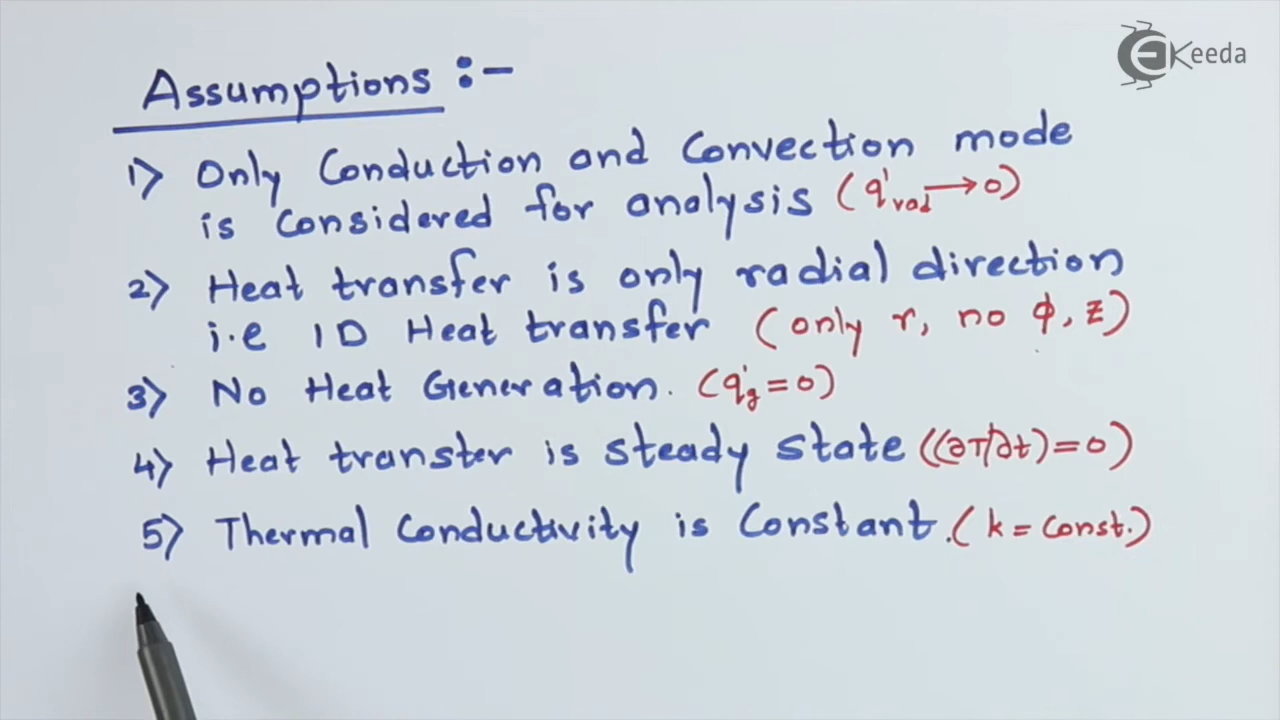 Ekeeda
Assumptions :-
1) Only Conduction and Convection mode
is Considered for analysis (q̇rad → 0)
2) Heat transfer is only radial direction
i.e 1D Heat transfer (only r, no ϕ, z)
3) No Heat Generation. (q̇g = 0)
4) Heat transter is steady state ((∂T/∂t) = 0)
5) Thermal Conductivity is Constant. (k = Const.)